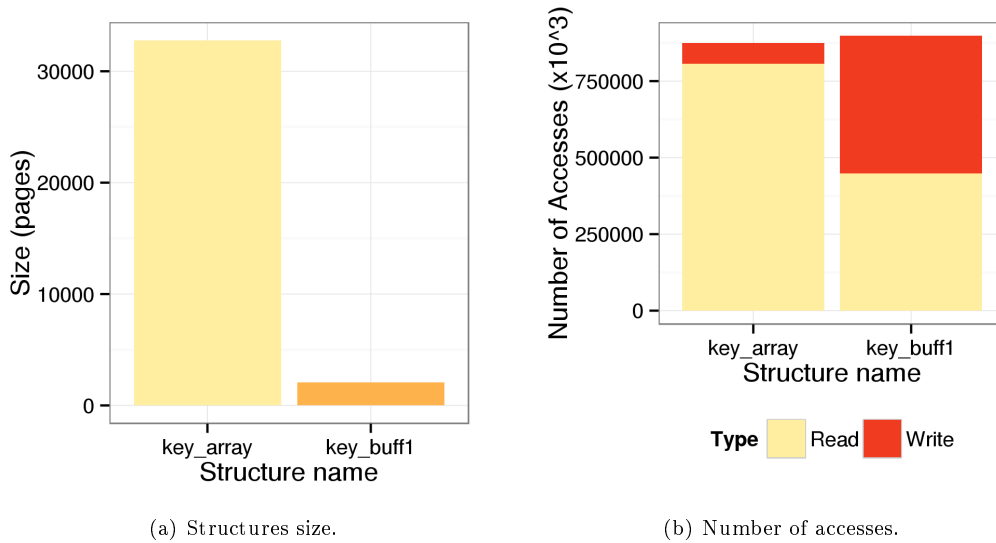 Size (pages)
30000
20000
10000
0
key_array
key_buff1
Structure name
(a) Structures size.
Number of Accesses (x10^3)
750000
500000
250000
0
key_array
key_buff1
Structure name
Type Read Write
(b) Number of accesses.